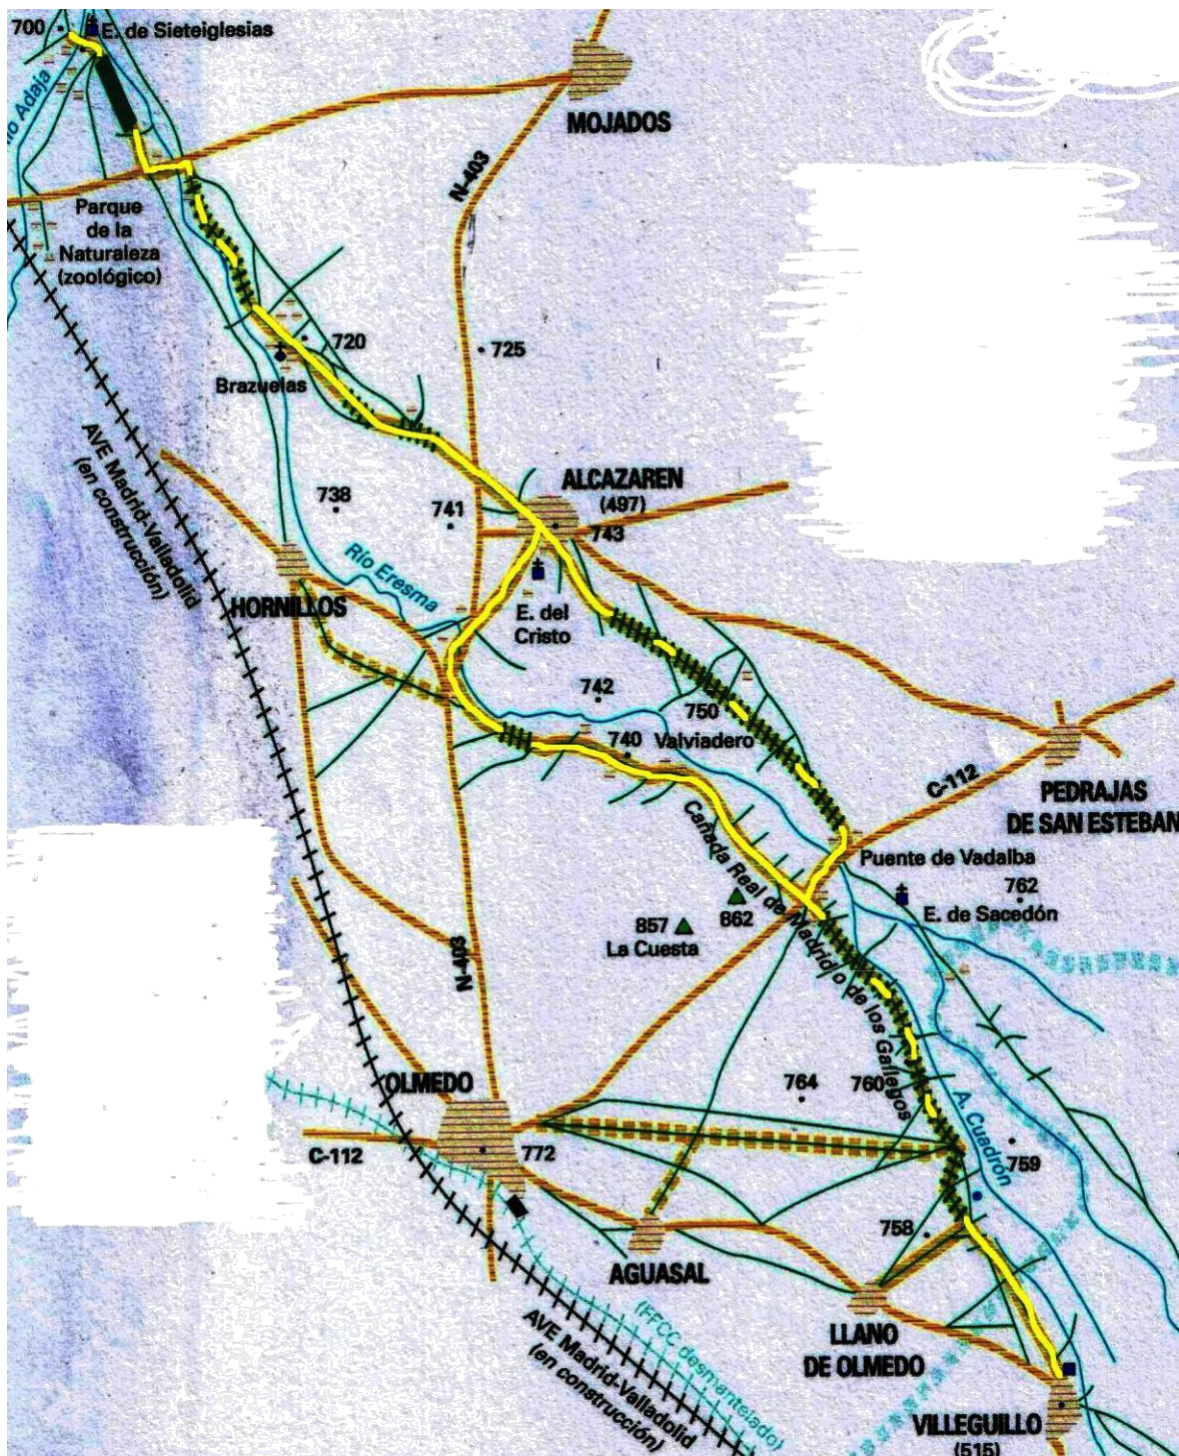 700
E. de Sieteiglesias
Río Adaja
MOJADOS
N-403
Parque
de la
Naturaleza
(zoológico)
720
725
Brazuelas
AVE Madrid-Valladolid
(en construcción)
ALCAZAREN
(497)
738
741
743
Río Eresma
HORNILLOS
E. del
Cristo
742
750
740
Valviadero
C-112
PEDRAJAS
DE SAN ESTEBAN
Cañada Real de Madrid o de los Gallegos
Puente de Vadalba
762
E. de Sacedón
862
857
La Cuesta
N-403
OLMEDO
764
760
A. Cuadrón
C-112
772
759
758
AGUASAL
(FFCC desmantelado)
AVE Madrid-Valladolid
(en construcción)
LLANO
DE OLMEDO
VILLEGUILLO
(515)